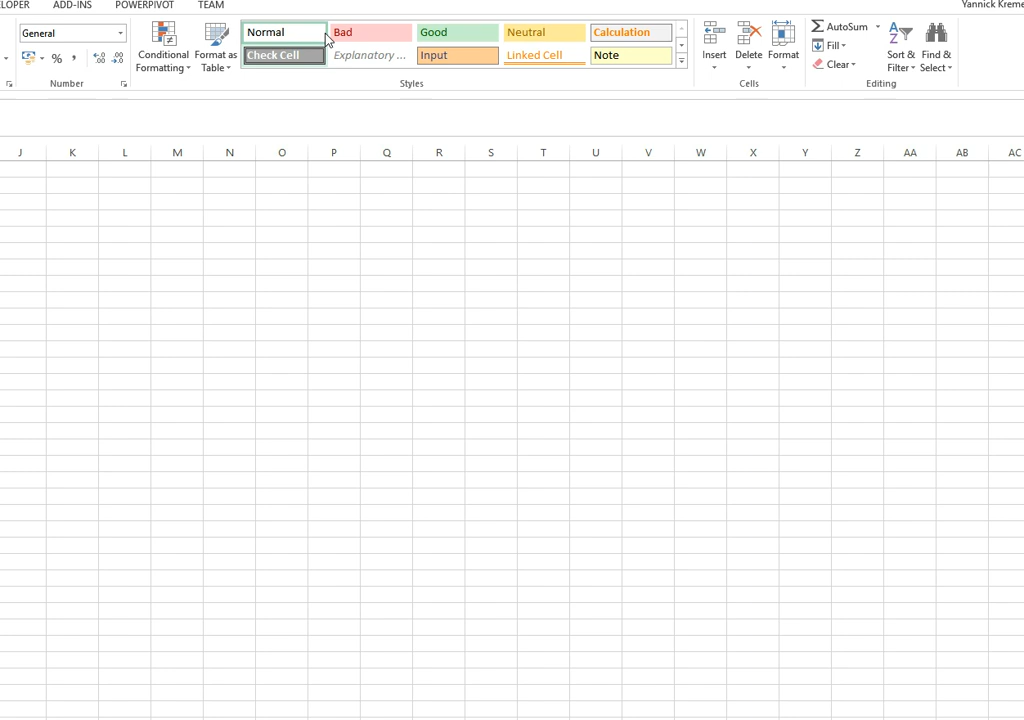 LOPER ADD-INS POWERPIVOT TEAM Yannick Kreme
General Normal Bad Good Neutral Calculation AutoSum
% , .00 .0 Conditional Formatting Format as Table Check Cell Explanatory ... Input Linked Cell Note Insert Delete Format Fill Sort & Filter Find & Select
Clear
Number Styles Cells Editing
J K L M N O P Q R S T U V W X Y Z AA AB AC